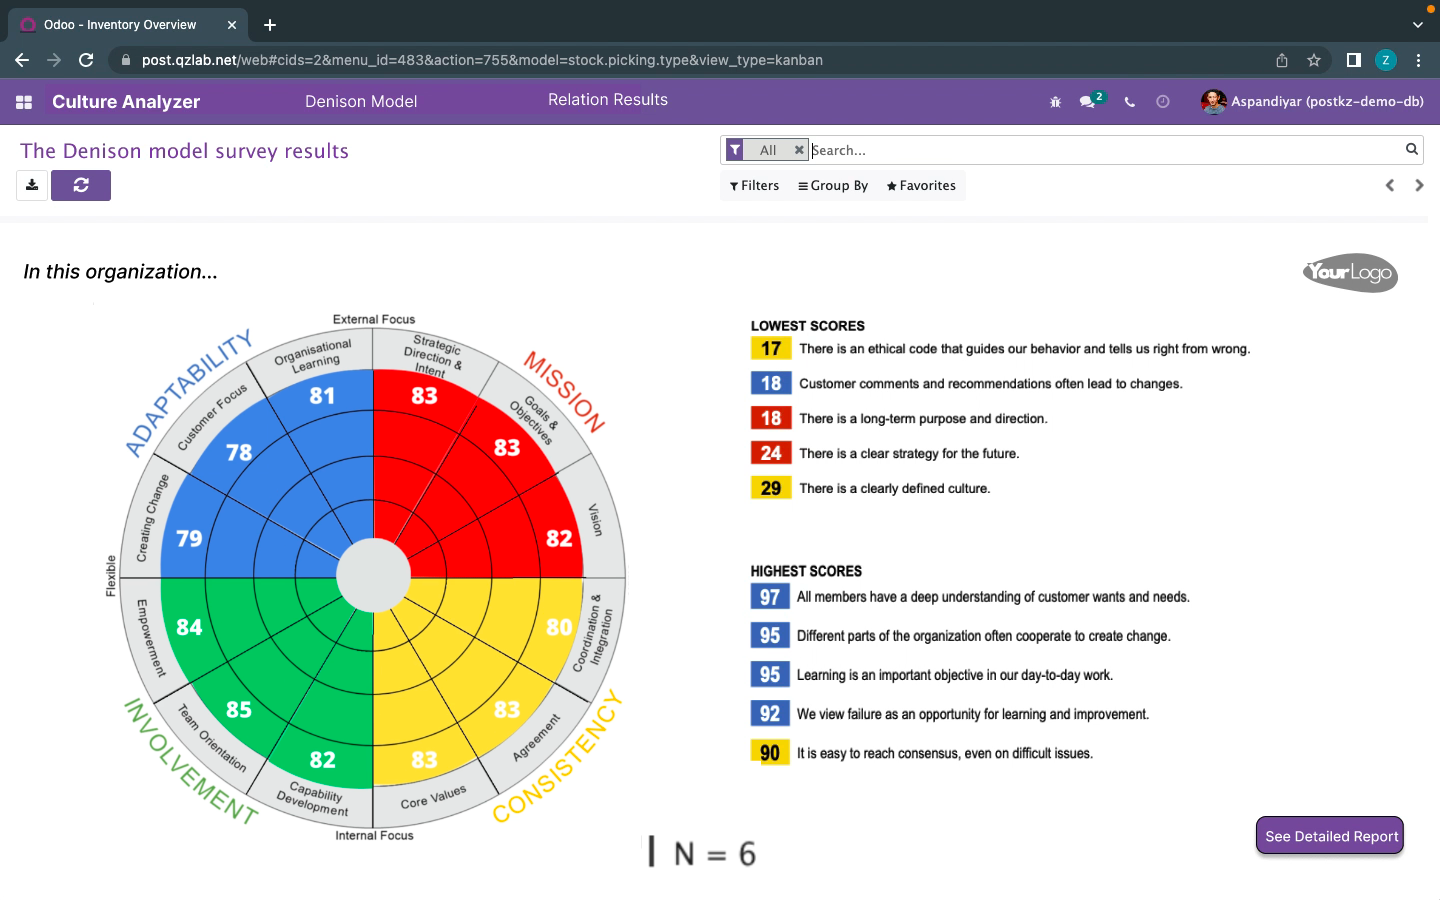 Odoo - Inventory Overview
post.qzlab.net/web#cids=2&menu_id=483&action=755&model=stock.picking.type&view_type=kanban
Z
Culture Analyzer
Denison Model
Relation Results
2
Aspandiyar (postkz-demo-db)
The Denison model survey results
All
Search...
Filters
Group By
Favorites
In this organization...
YourLogo
External Focus
ADAPTABILITY
MISSION
Organisational
Learning
Strategic
Direction &
Intent
Customer Focus
Goals &
Objectives
Creating Change
Vision
81
83
78
83
79
82
Flexible
84
80
85
83
82
83
Empowerment
Coordination &
Integration
Team Orientation
Agreement
Capability
Development
Core Values
INVOLVEMENT
CONSISTENCY
Internal Focus
N = 6
LOWEST SCORES
17 There is an ethical code that guides our behavior and tells us right from wrong.
18 Customer comments and recommendations often lead to changes.
18 There is a long-term purpose and direction.
24 There is a clear strategy for the future.
29 There is a clearly defined culture.
HIGHEST SCORES
97 All members have a deep understanding of customer wants and needs.
95 Different parts of the organization often cooperate to create change.
95 Learning is an important objective in our day-to-day work.
92 We view failure as an opportunity for learning and improvement.
90 It is easy to reach consensus, even on difficult issues.
See Detailed Report